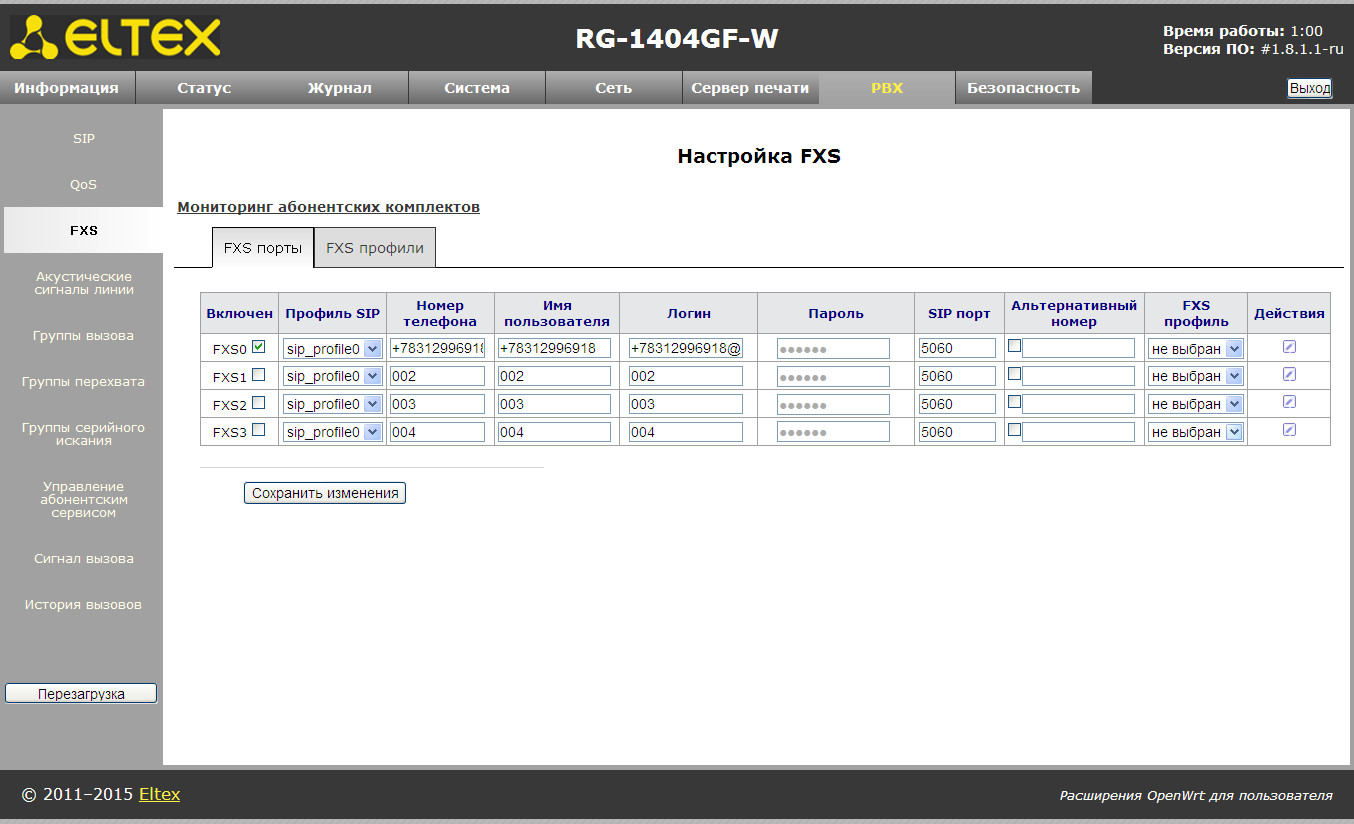 ELTEX
RG-1404GF-W
Время работы: 1:00
Версия ПО: #1.8.1.1-ru
Информация Статус Журнал Система Сеть Сервер печати PBX Безопасность Выход
SIP
QoS
FXS
Акустические
сигналы линии
Группы вызова
Группы перехвата
Группы серийного
искания
Управление
абонентским
сервисом
Сигнал вызова
История вызовов
Перезагрузка
Настройка FXS
Мониторинг абонентских комплектов
FXS порты FXS профили
Включен Профиль SIP Номер телефона Имя пользователя Логин Пароль SIP порт Альтернативный номер FXS профиль Действия
FXS0 sip_profile0 +78312996918 +78312996918 +78312996918@ ●●●●●● 5060 не выбран
FXS1 sip_profile0 002 002 002 ●●●●●● 5060 не выбран
FXS2 sip_profile0 003 003 003 ●●●●●● 5060 не выбран
FXS3 sip_profile0 004 004 004 ●●●●●● 5060 не выбран
Сохранить изменения
© 2011–2015 Eltex
Расширения OpenWrt для пользователя